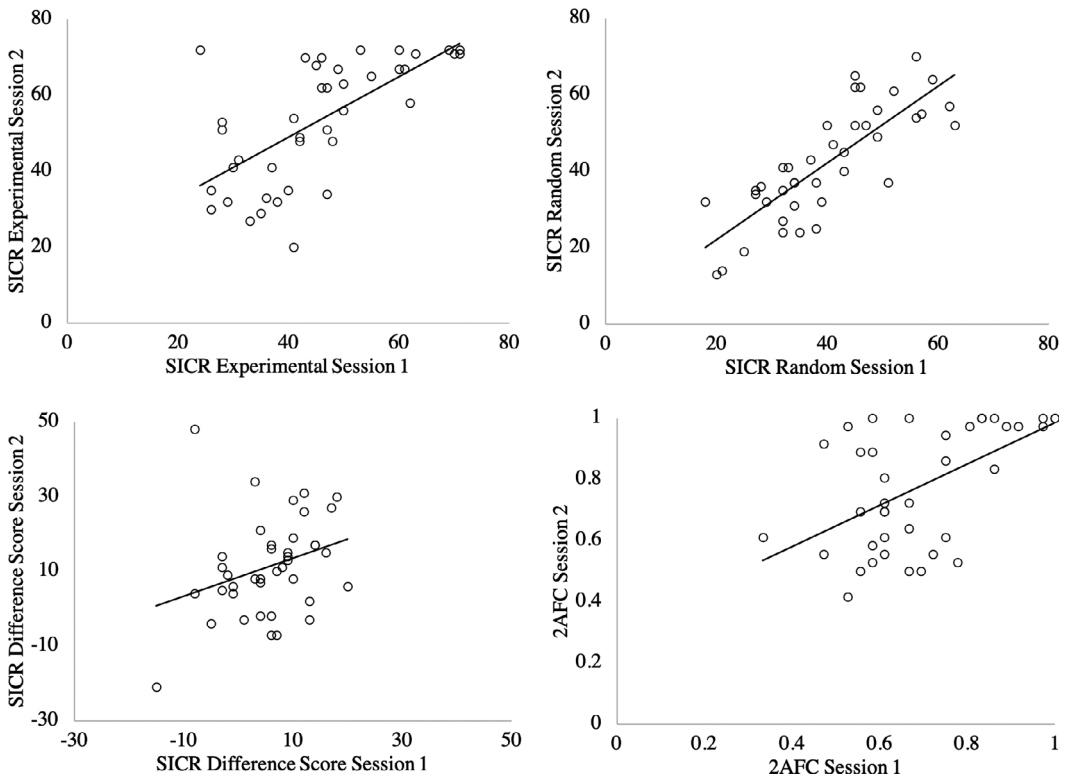 80
60
40
20
0
SICR Experimental Session 2
0 20 40 60 80
SICR Experimental Session 1
80
60
40
20
0
SICR Random Session 2
0 20 40 60 80
SICR Random Session 1
50
30
10
-10
-30
SICR Difference Score Session 2
-30 -10 10 30 50
SICR Difference Score Session 1
1
0.8
0.6
0.4
0.2
0
2AFC Session 2
0 0.2 0.4 0.6 0.8 1
2AFC Session 1